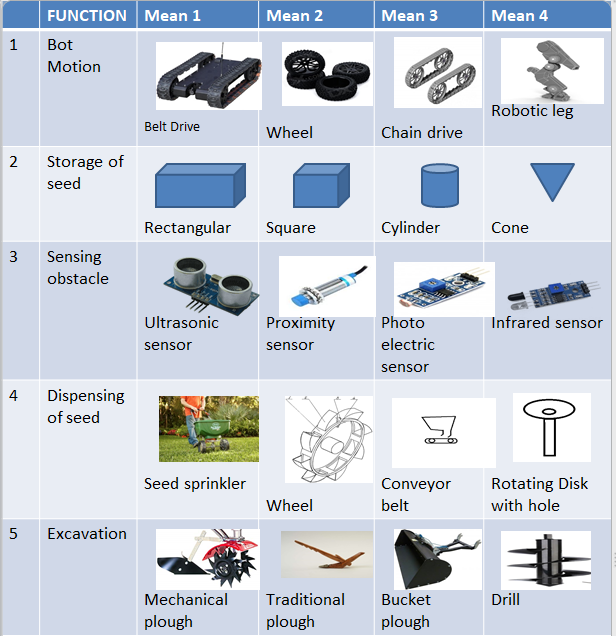 FUNCTION Mean 1 Mean 2 Mean 3 Mean 4
1 Bot
Motion
Belt Drive
Wheel
Chain drive
Robotic leg
2 Storage of
seed
Rectangular
Square
Cylinder
Cone
3 Sensing
obstacle
Ultrasonic
sensor
Proximity
sensor
Photo
electric
sensor
Infrared sensor
4 Dispensing
of seed
Seed sprinkler
Wheel
Conveyor
belt
Rotating Disk
with hole
5 Excavation
Mechanical
plough
Traditional
plough
Bucket
plough
Drill